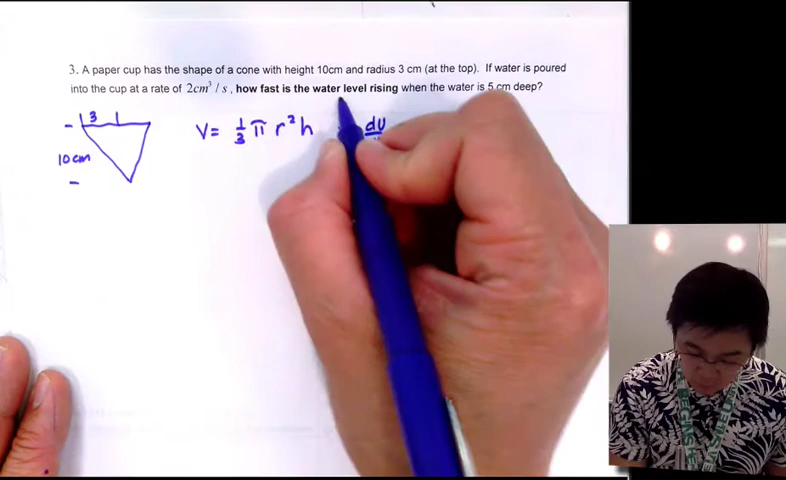 3. A paper cup has the shape of a cone with height 10cm and radius 3 cm (at the top). If water is poured
into the cup at a rate of 2cm³ / s , how fast is the water level rising when the water is 5 cm deep?
3
V= 1/3 π r²h
dV
10cm